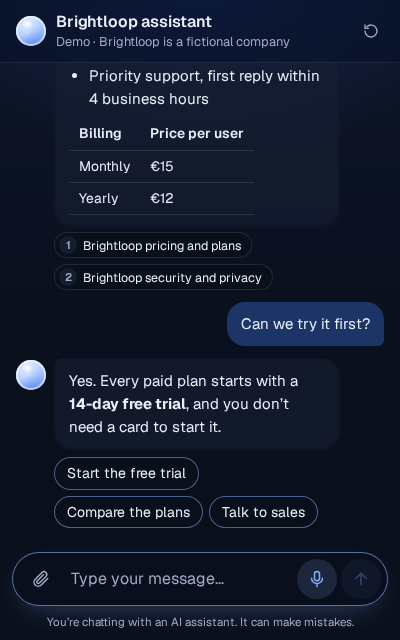 Brightloop assistant
Demo · Brightloop is a fictional company
• Priority support, first reply within
4 business hours
Billing Price per user
Monthly €15
Yearly €12
1 Brightloop pricing and plans
2 Brightloop security and privacy
Can we try it first?
Yes. Every paid plan starts with a
14-day free trial, and you don’t
need a card to start it.
Start the free trial
Compare the plans Talk to sales
Type your message...
You’re chatting with an AI assistant. It can make mistakes.